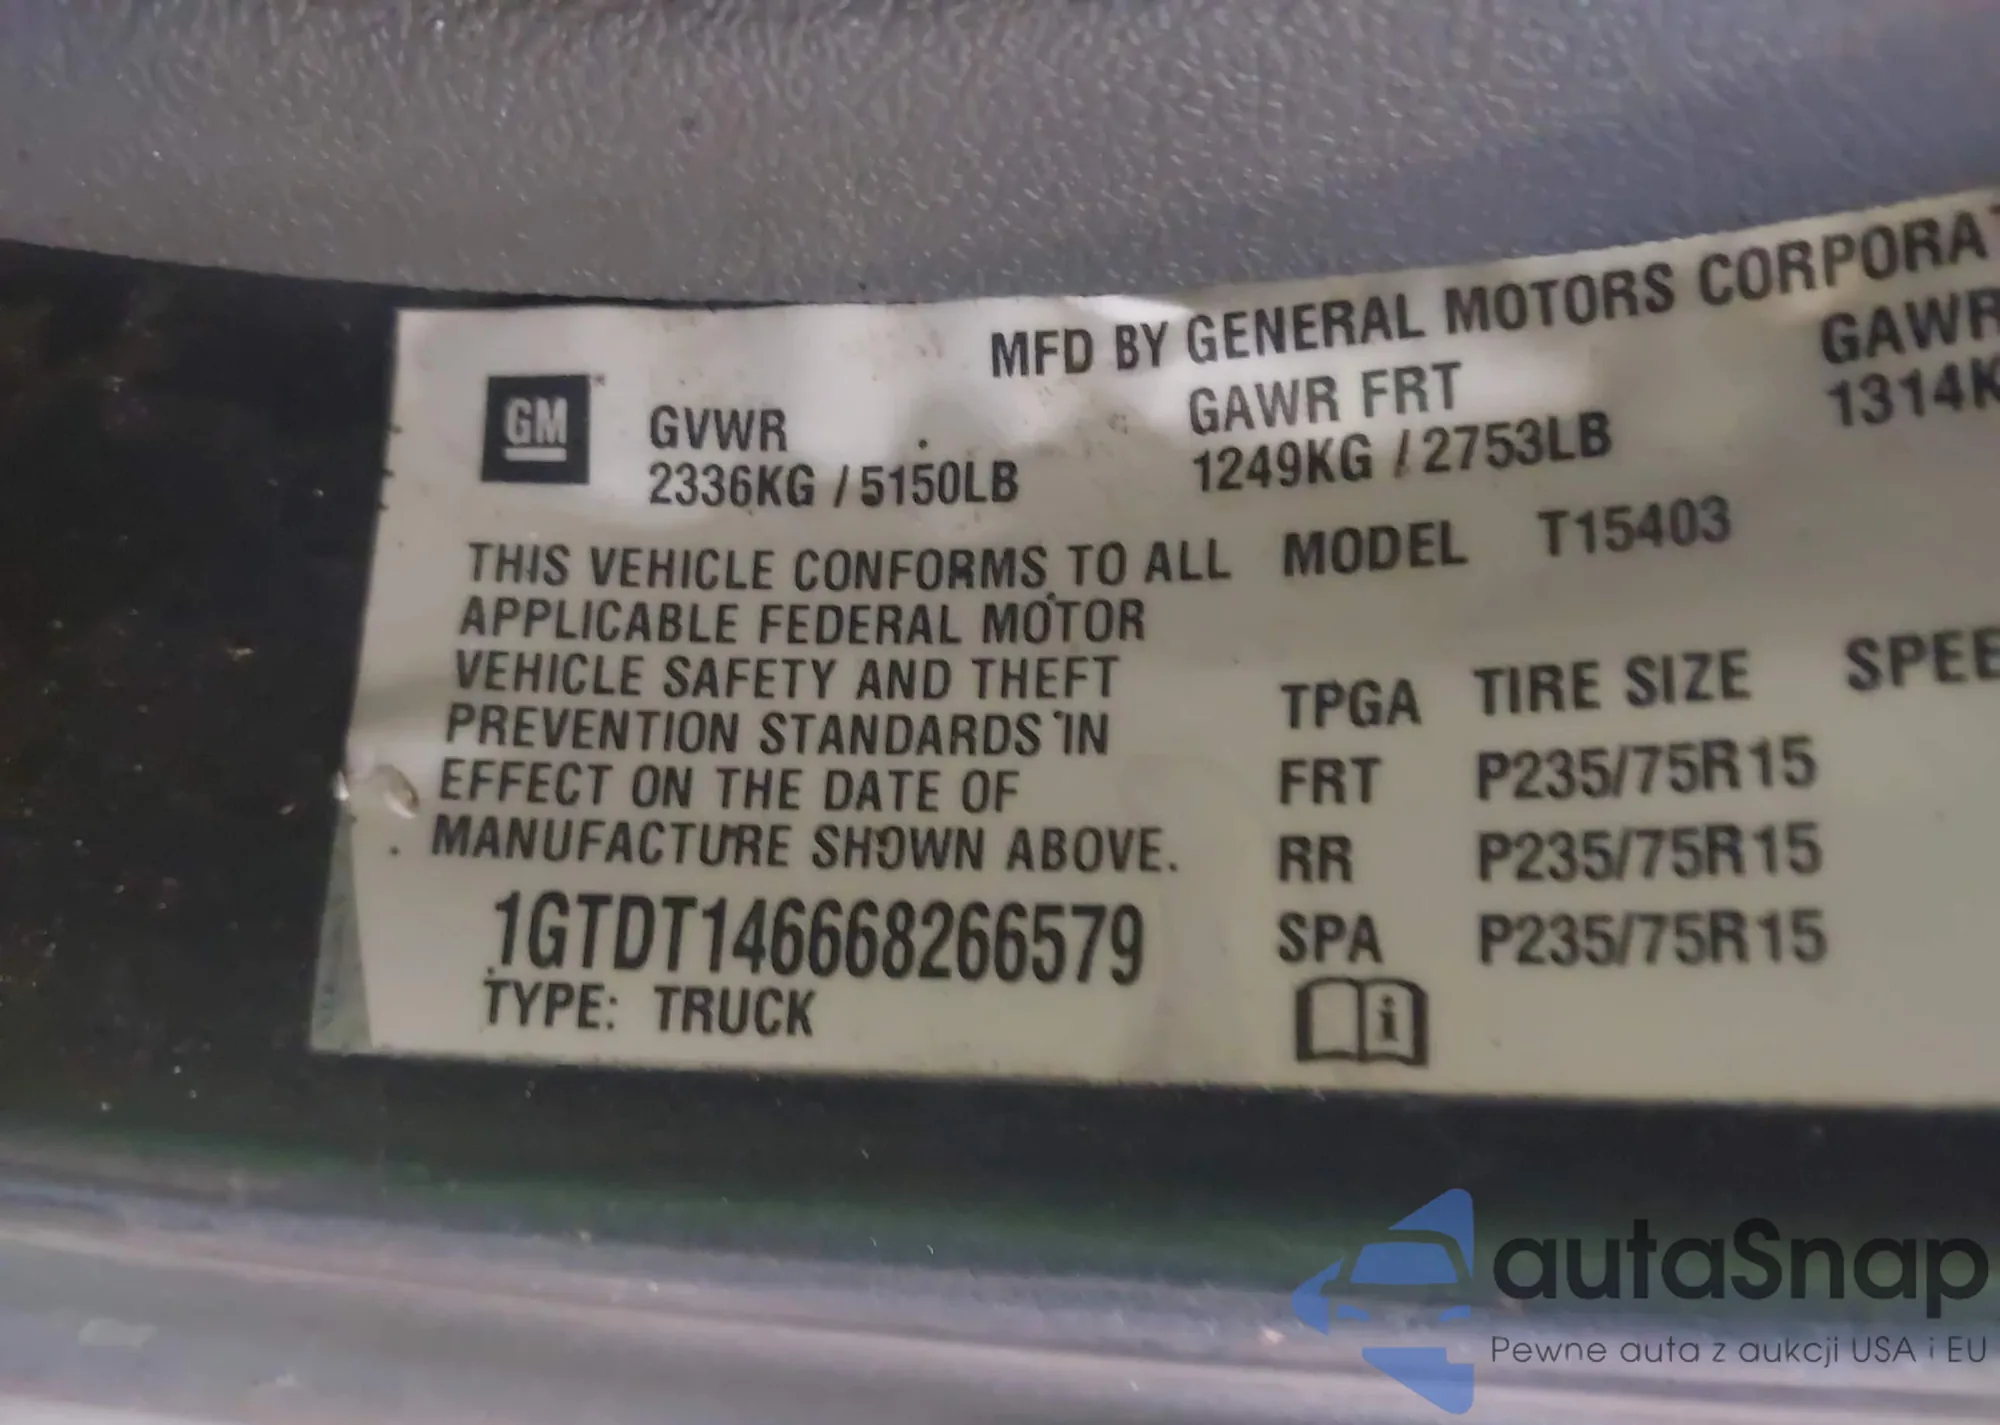 MFD BY GENERAL MOTORS CORPORAT
GM
GVWR
2336KG / 5150LB
GAWR FRT
1249KG / 2753LB
GAWR
1314K
THIS VEHICLE CONFORMS TO ALL
APPLICABLE FEDERAL MOTOR
VEHICLE SAFETY AND THEFT
PREVENTION STANDARDS IN
EFFECT ON THE DATE OF
MANUFACTURE SHOWN ABOVE.
1GTDT146668266579
TYPE: TRUCK
MODEL T15403
TPGA TIRE SIZE SPEE
FRT P235/75R15
RR P235/75R15
SPA P235/75R15
i
autaSnap
Pewne auta z aukcji USA i EU